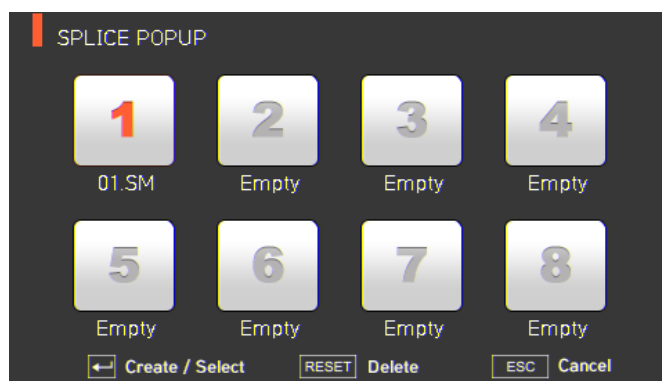 SPLICE POPUP
1 2 3 4
01.SM Empty Empty Empty
5 6 7 8
Empty Empty Empty Empty
Create / Select RESET Delete ESC Cancel